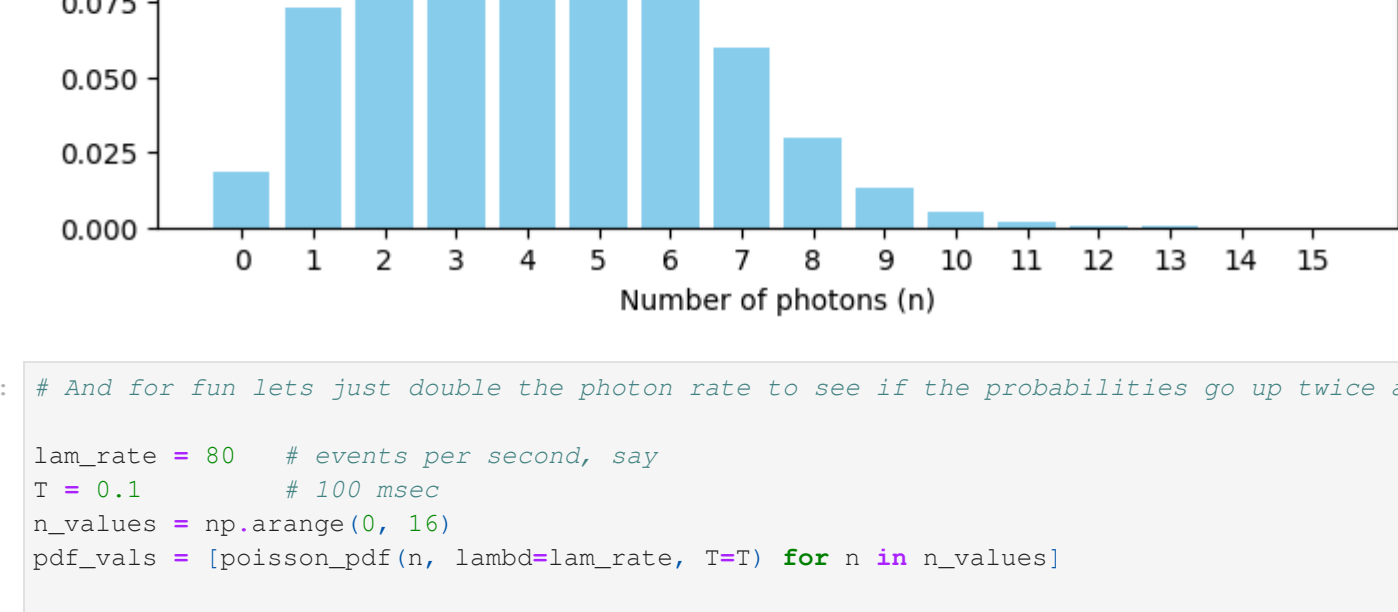 0.075
0.050
0.025
0.000
0 1 2 3 4 5 6 7 8 9 10 11 12 13 14 15
Number of photons (n)
: # And for fun lets just double the photon rate to see if the probabilities go up twice
lam_rate = 80 # events per second, say
T = 0.1 # 100 msec
n_values = np.arange(0, 16)
pdf_vals = [poisson_pdf(n, lambd=lam_rate, T=T) for n in n_values]